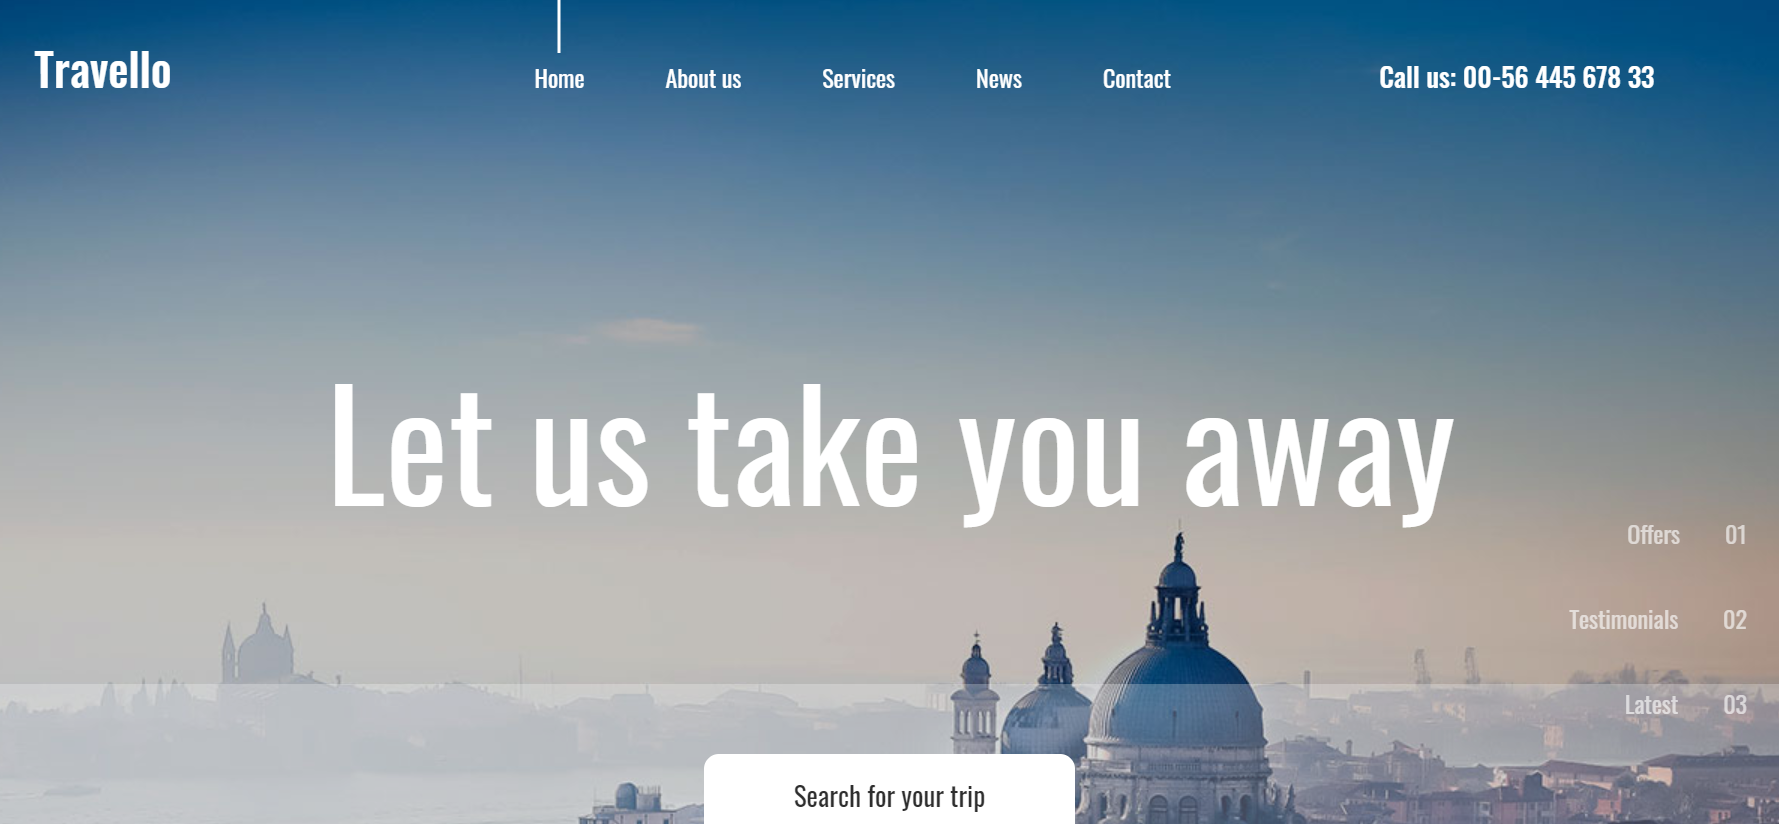 Travello
Home About us Services News Contact
Call us: 00-56 445 678 33
Let us take you away
Offers 01
Testimonials 02
Latest 03
Search for your trip